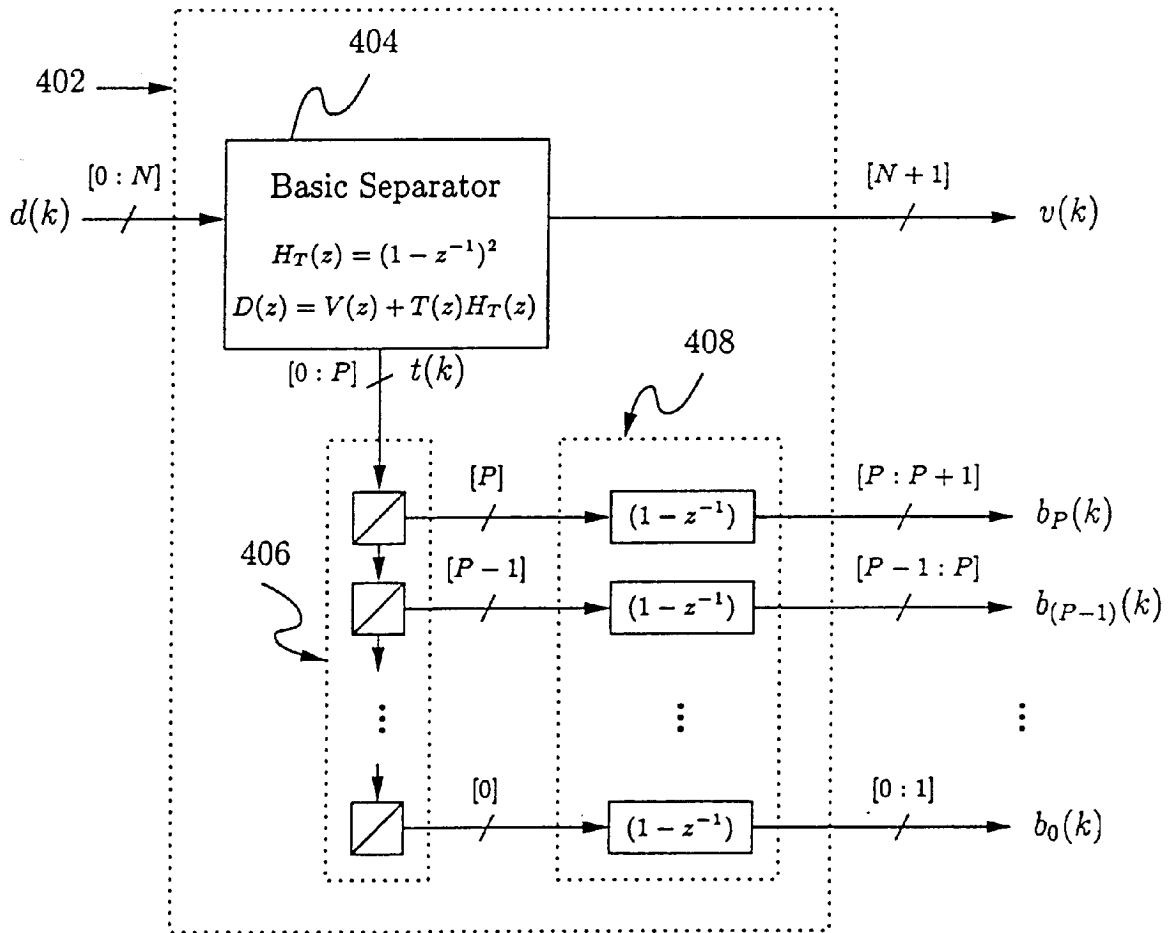 404
402
[0 : N]
d(k)
Basic Separator
H_T(z) = (1 − z^{−1})^2
D(z) = V(z) + T(z)H_T(z)
[N + 1]
v(k)
[0 : P]
t(k)
408
406
[P]
(1 − z^{−1})
[P : P + 1]
b_P(k)
[P − 1]
(1 − z^{−1})
[P − 1 : P]
b_{(P−1)}(k)
⋮ ⋮ ⋮
[0]
(1 − z^{−1})
[0 : 1]
b_0(k)